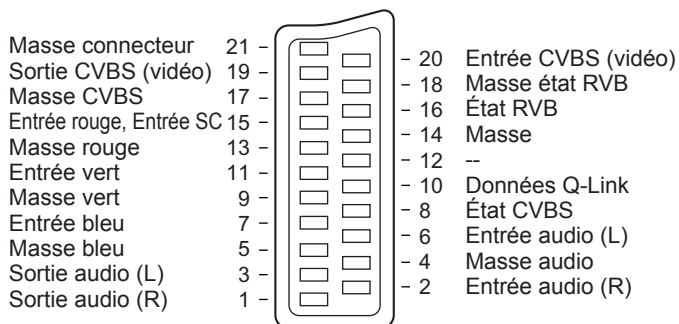 Masse connecteur 21
Sortie CVBS (vidéo) 19
Masse CVBS 17
Entrée rouge, Entrée SC 15
Masse rouge 13
Entrée vert 11
Masse vert 9
Entrée bleu 7
Masse bleu 5
Sortie audio (L) 3
Sortie audio (R) 1
20 Entrée CVBS (vidéo)
18 Masse état RVB
16 État RVB
14 Masse
12 --
10 Données Q-Link
8 État CVBS
6 Entrée audio (L)
4 Masse audio
2 Entrée audio (R)